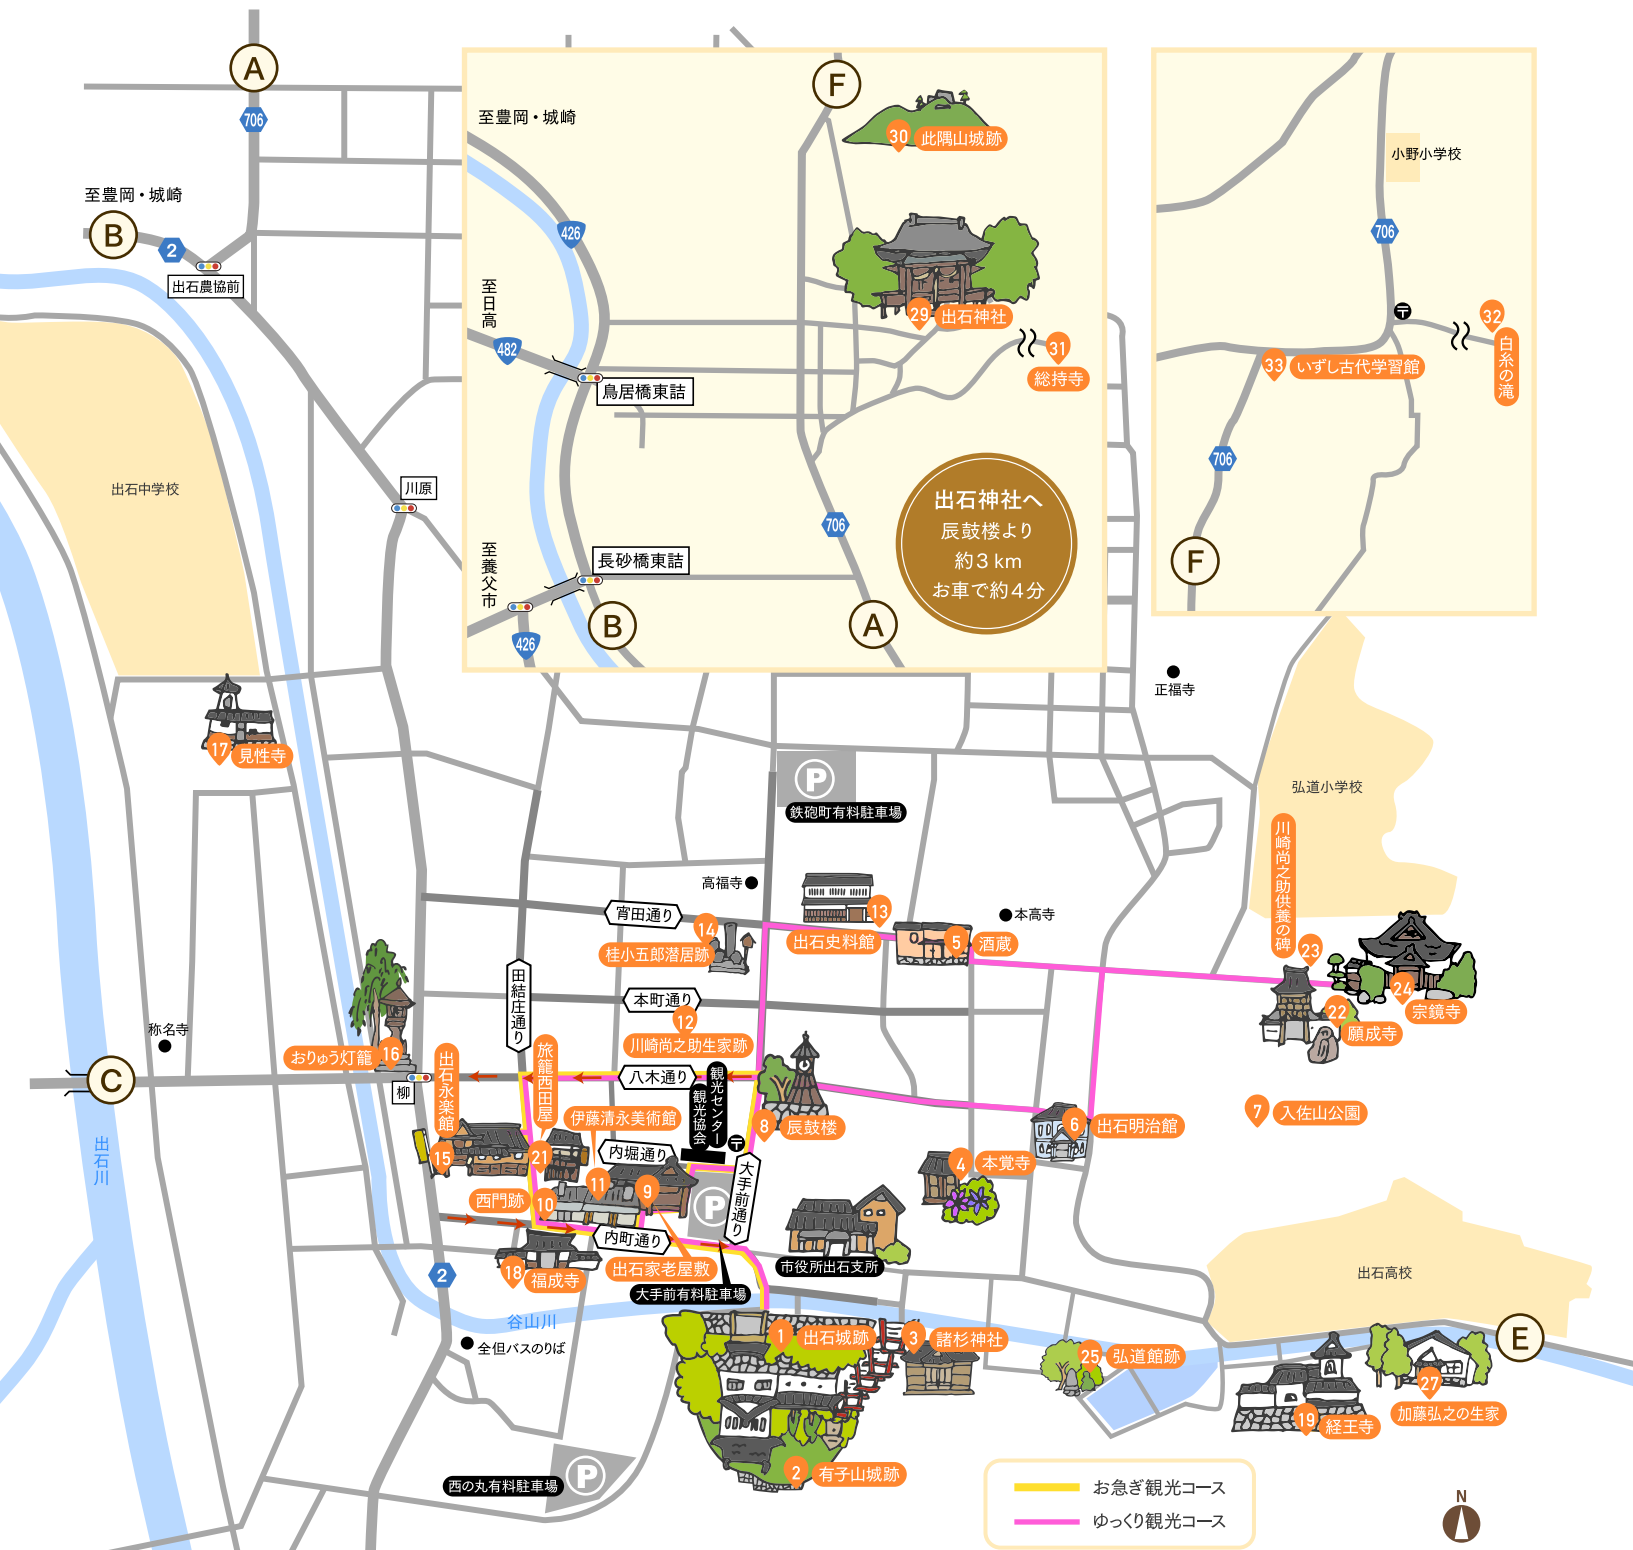 A
706
至豊岡・城崎
B
2
出石農協前
出石中学校
川原
至豊岡・城崎
426
至日高
482
鳥居橋東詰
至養父市
長砂橋東詰
426
B
F
30
此隅山城跡
29
出石神社
31
総持寺
706
A
出石神社へ
辰鼓楼より
約3km
お車で約4分
小野小学校
706
32
白糸の滝
33
いずし古代学習館
706
F
正福寺
弘道小学校
17
見性寺
P
鉄砲町有料駐車場
高福寺
宵田通り
14
桂小五郎潜居跡
13
出石史料館
5
酒蔵
本高寺
川崎尚之助供養の碑
23
24
宗鏡寺
22
願成寺
田結庄通り
本町通り
12
川崎尚之助生家跡
称名寺
おりゅう灯籠
16
C
柳
出石永楽館
旅籠西田屋
八木通り
観光センター
観光協会
伊藤清永美術館
8
辰鼓楼
6
出石明治館
7
入佐山公園
出石川
15
21
内堀通り
4
本覚寺
西門跡
10
11
9
P
大手前通り
内町通り
18
福成寺
出石家老屋敷
大手前有料駐車場
市役所出石支所
出石高校
2
谷山川
全但バスのりば
1
出石城跡
3
諸杉神社
25
弘道館跡
E
27
加藤弘之の生家
19
経王寺
2
有子山城跡
西の丸有料駐車場
P
お急ぎ観光コース
ゆっくり観光コース
N